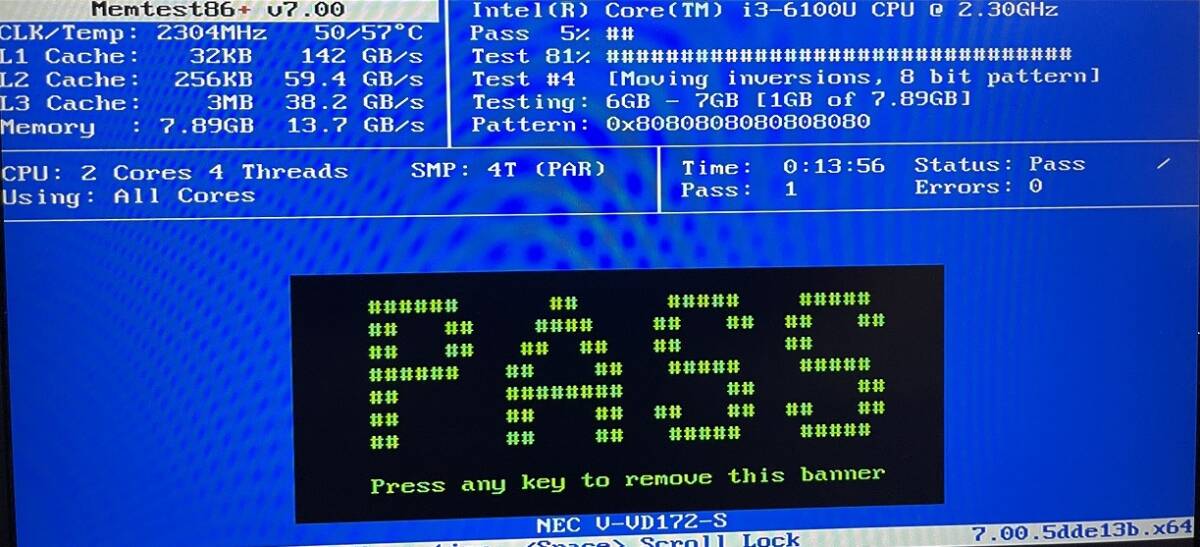 Memtest86+ v7.00
Intel(R) Core(TM) i3-6100U CPU @ 2.30GHz
CLK/Temp: 2304MHz 50/57°C
Pass 5% ##
L1 Cache: 32KB 142 GB/s
Test 81% ################################
L2 Cache: 256KB 59.4 GB/s
Test #4 [Moving inversions, 8 bit pattern]
L3 Cache: 3MB 38.2 GB/s
Testing: 6GB - 7GB [1GB of 7.89GB]
Memory : 7.89GB 13.7 GB/s
Pattern: 0x8080808080808080
CPU: 2 Cores 4 Threads SMP: 4T (PAR)
Time: 0:13:56 Status: Pass /
Using: All Cores
Pass: 1 Errors: 0
PASS
Press any key to remove this banner
NEC V-VD172-S
<Space> Scroll Lock
7.00.5dde13b.x64